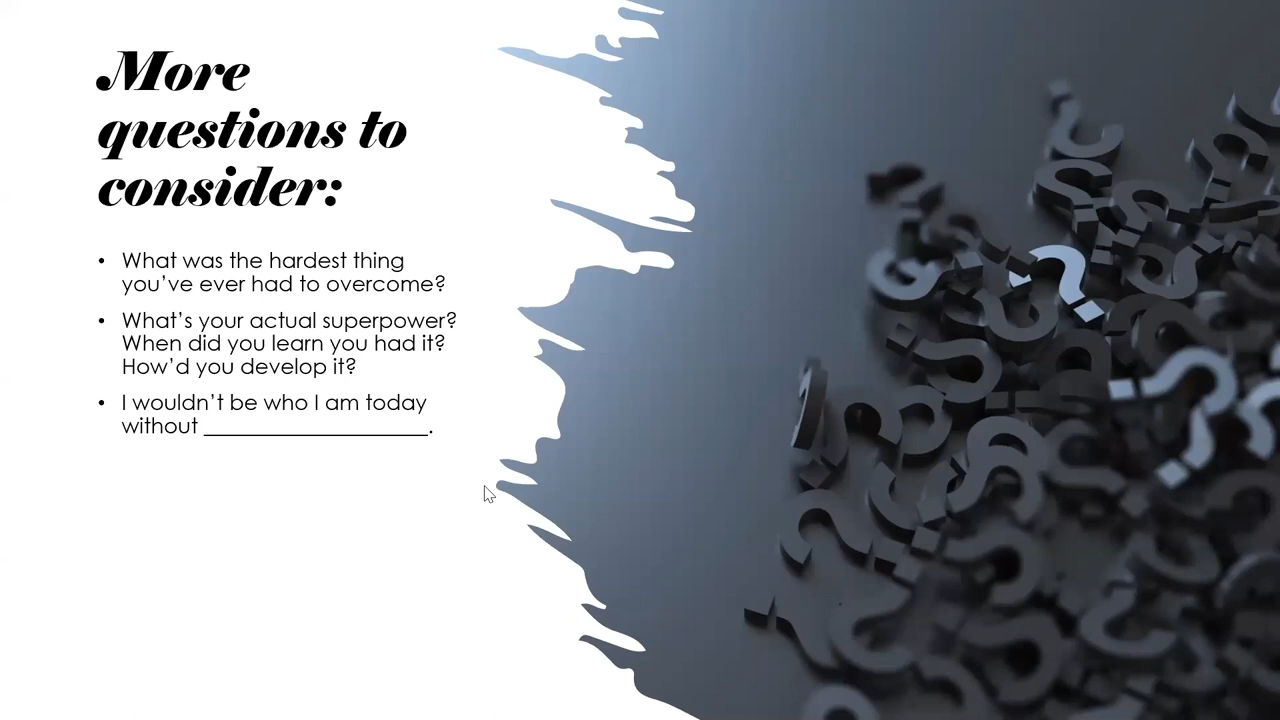 More
questions to
consider:
• What was the hardest thing
you’ve ever had to overcome?
• What’s your actual superpower?
When did you learn you had it?
How’d you develop it?
• I wouldn’t be who I am today
without ____________________.